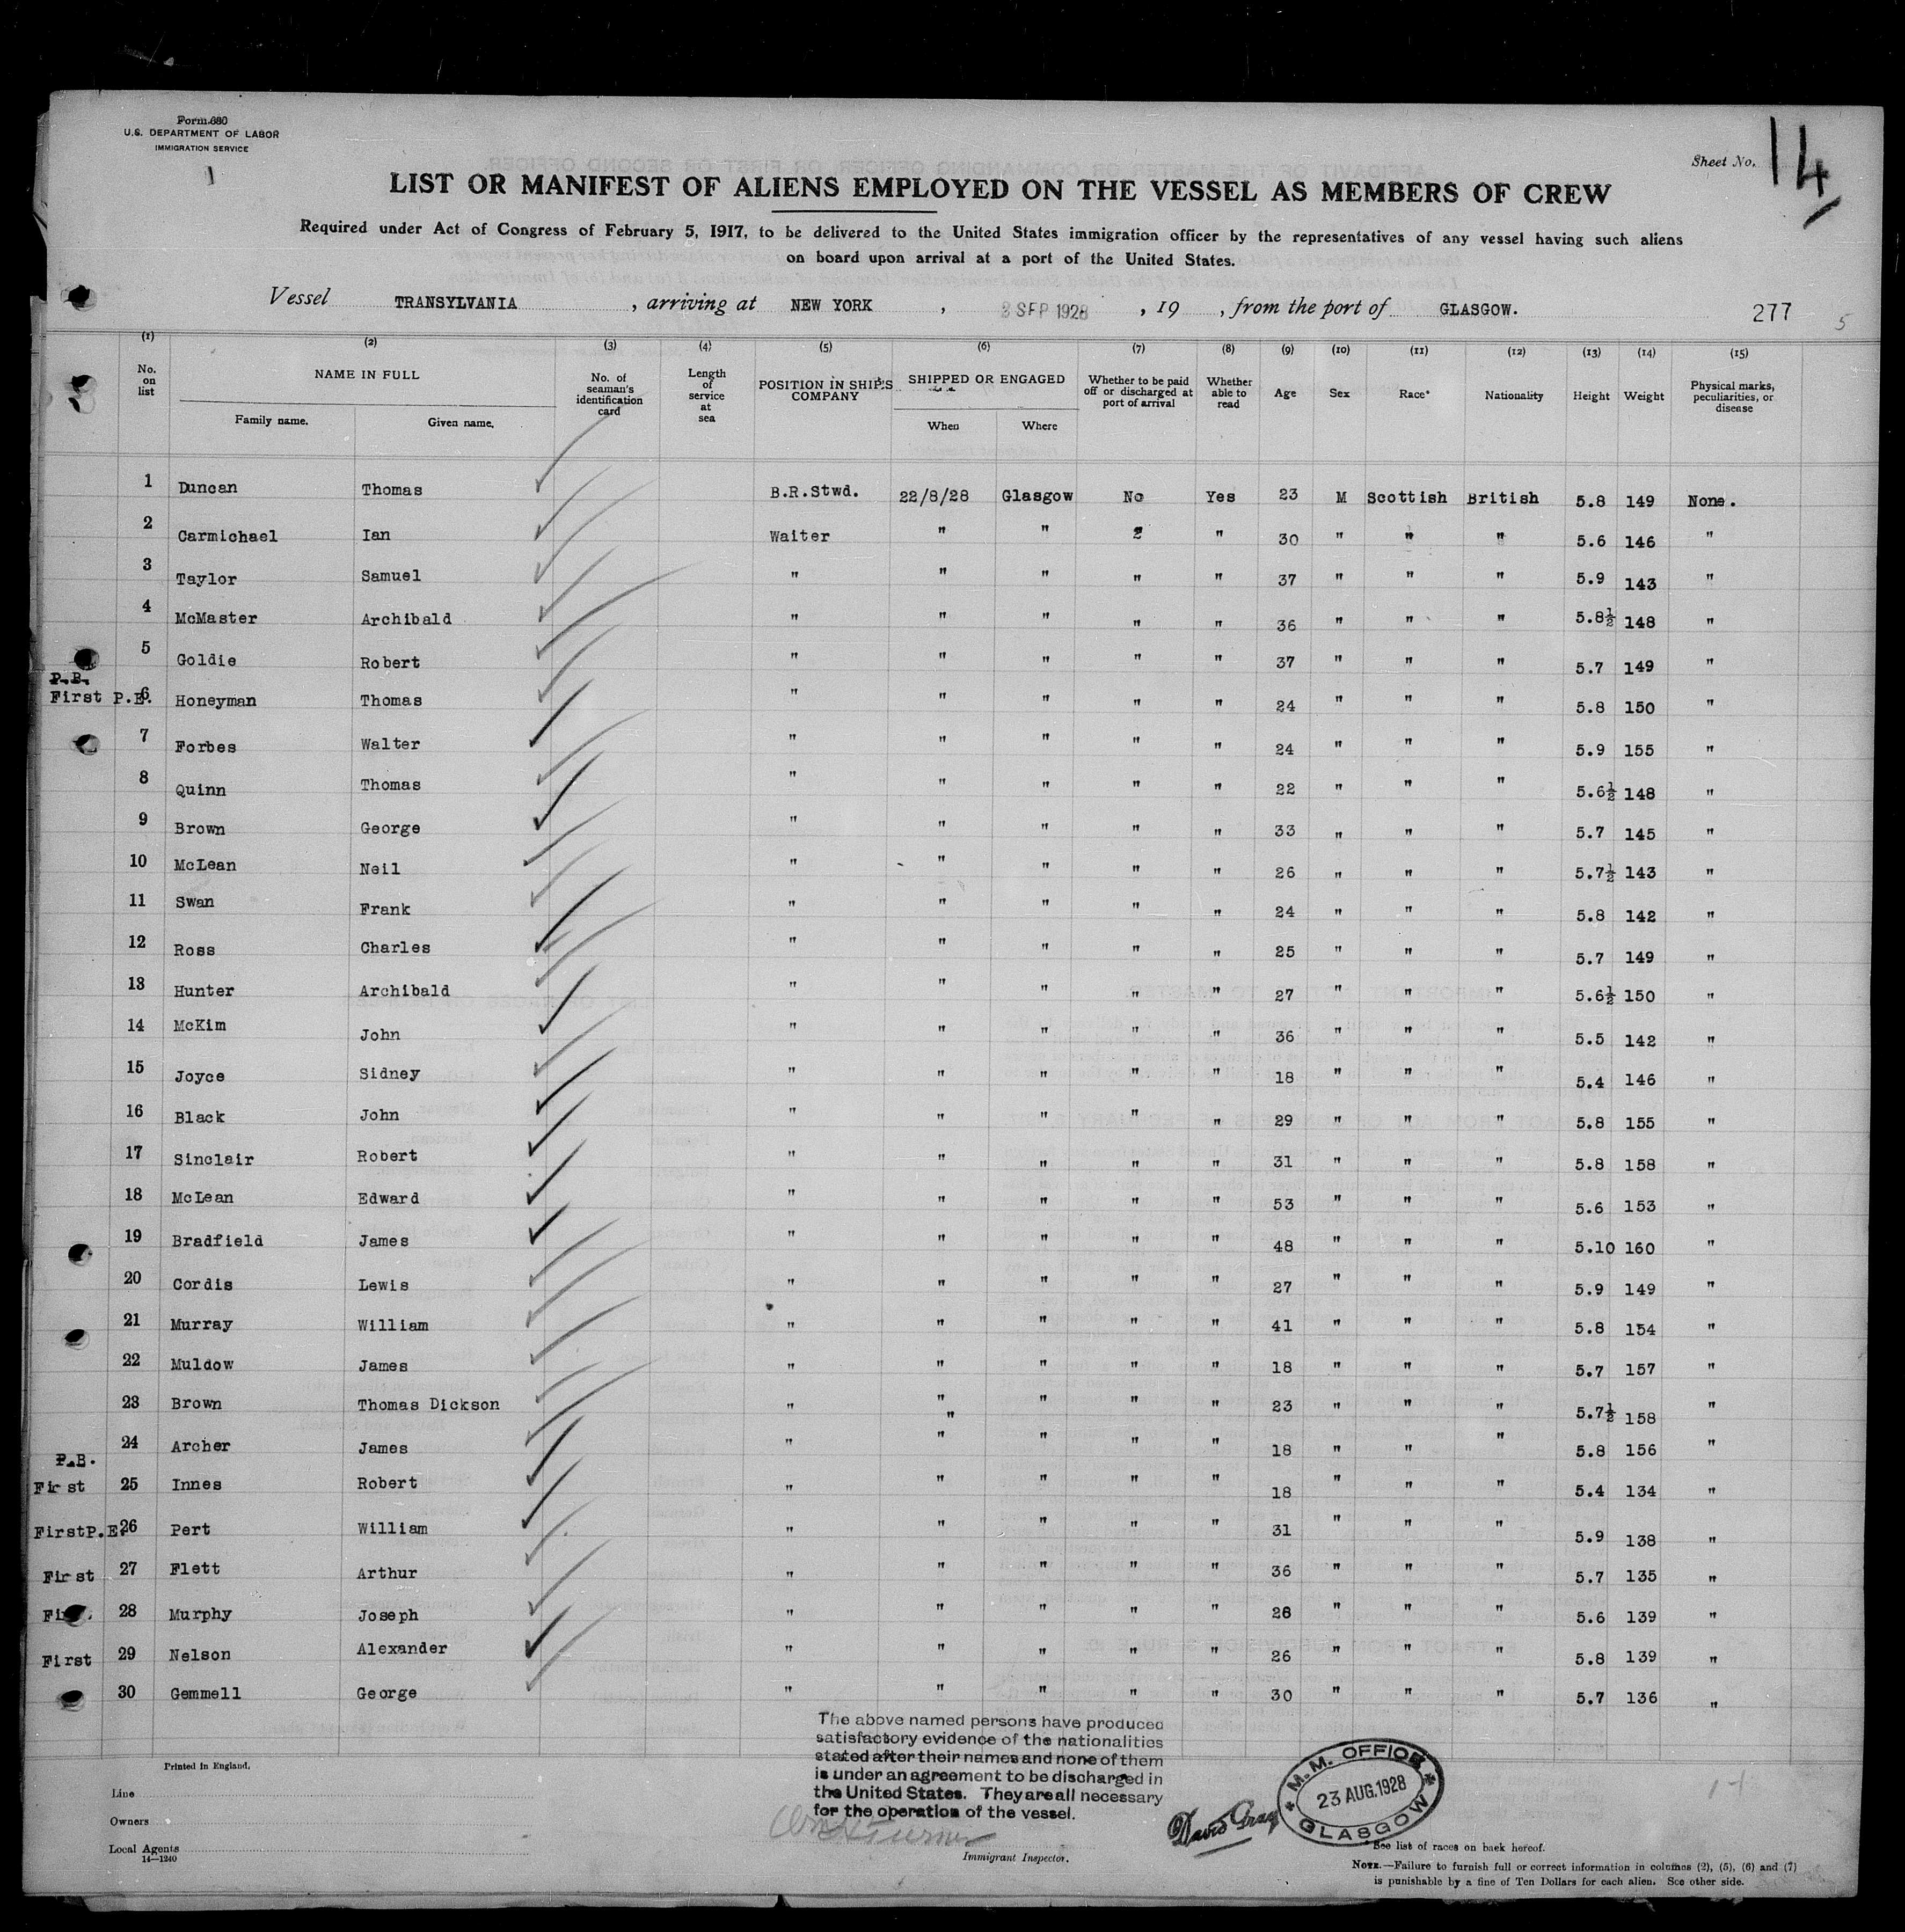 Form 680
U.S. DEPARTMENT OF LABOR
IMMIGRATION SERVICE
Sheet No. 14
LIST OR MANIFEST OF ALIENS EMPLOYED ON THE VESSEL AS MEMBERS OF CREW
Required under Act of Congress of February 5, 1917, to be delivered to the United States immigration officer by the representatives of any vessel having such aliens
on board upon arrival at a port of the United States.
Vessel TRANSYLVANIA, arriving at NEW YORK, SEP 1928, 19 , from the port of GLASGOW. 277 5
(1) (2) (3) (4) (5) (6) (7) (8) (9) (10) (11) (12) (13) (14) (15)
No. on list NAME IN FULL Family name. Given name. No. of seaman's identification card Length of service at sea POSITION IN SHIP'S COMPANY SHIPPED OR ENGAGED When Where Whether to be paid off or discharged at port of arrival Whether able to read Age Sex Race* Nationality Height Weight Physical marks, peculiarities, or disease
1 Duncan Thomas B.R.Stwd. 22/8/28 Glasgow No Yes 23 M Scottish British 5.8 149 None.
2 Carmichael Ian Waiter " " " " 30 " " " 5.6 146 "
3 Taylor Samuel " " " " " 37 " " " 5.9 143 "
4 McMaster Archibald " " " " " 36 " " " 5.8½ 148 "
5 Goldie Robert " " " " " 37 " " " 5.7 149 "
P.B.
First P.E. 6 Honeyman Thomas " " " " " 24 " " " 5.8 150 "
7 Forbes Walter " " " " " 24 " " " 5.9 155 "
8 Quinn Thomas " " " " " 22 " " " 5.6½ 148 "
9 Brown George " " " " " 33 " " " 5.7 145 "
10 McLean Neil " " " " " 26 " " " 5.7½ 143 "
11 Swan Frank " " " " " 24 " " " 5.8 142 "
12 Ross Charles " " " " " 25 " " " 5.7 149 "
13 Hunter Archibald " " " " " 27 " " " 5.6½ 150 "
14 McKim John " " " " " 36 " " " 5.5 142 "
15 Joyce Sidney " " " " " 18 " " " 5.4 146 "
16 Black John " " " " " 29 " " " 5.8 155 "
17 Sinclair Robert " " " " " 31 " " " 5.8 158 "
18 McLean Edward " " " " " 53 " " " 5.6 153 "
19 Bradfield James " " " " " 48 " " " 5.10 160 "
20 Cordis Lewis " " " " " 27 " " " 5.9 149 "
21 Murray William " " " " " 41 " " " 5.8 154 "
22 Muldow James " " " " " 18 " " " 5.7 157 "
23 Brown Thomas Dickson " " " " " 23 " " " 5.7½ 158 "
24 Archer James " " " " " 18 " " " 5.8 156 "
P.B.
First 25 Innes Robert " " " " " 18 " " " 5.4 134 "
First P.E. 26 Pert William " " " " " 31 " " " 5.9 138 "
First 27 Flett Arthur " " " " " 36 " " " 5.7 135 "
28 Murphy Joseph " " " " " 26 " " " 5.6 139 "
First 29 Nelson Alexander " " " " " 26 " " " 5.8 139 "
30 Gemmell George " " " " " 30 " " " 5.7 136 "
The above named persons have produced
satisfactory evidence of the nationalities
stated after their names and none of them
is under an agreement to be discharged in
the United States. They are all necessary
for the operation of the vessel.
Printed in England.
Line
Owners
Local Agents
14—1240
Immigrant Inspector.
David Gray
M.M. OFFICE
23 AUG.1928
GLASGOW
*See list of races on back hereof.
NOTE.—Failure to furnish full or correct information in columns (2), (5), (6) and (7)
is punishable by a fine of Ten Dollars for each alien. See other side.